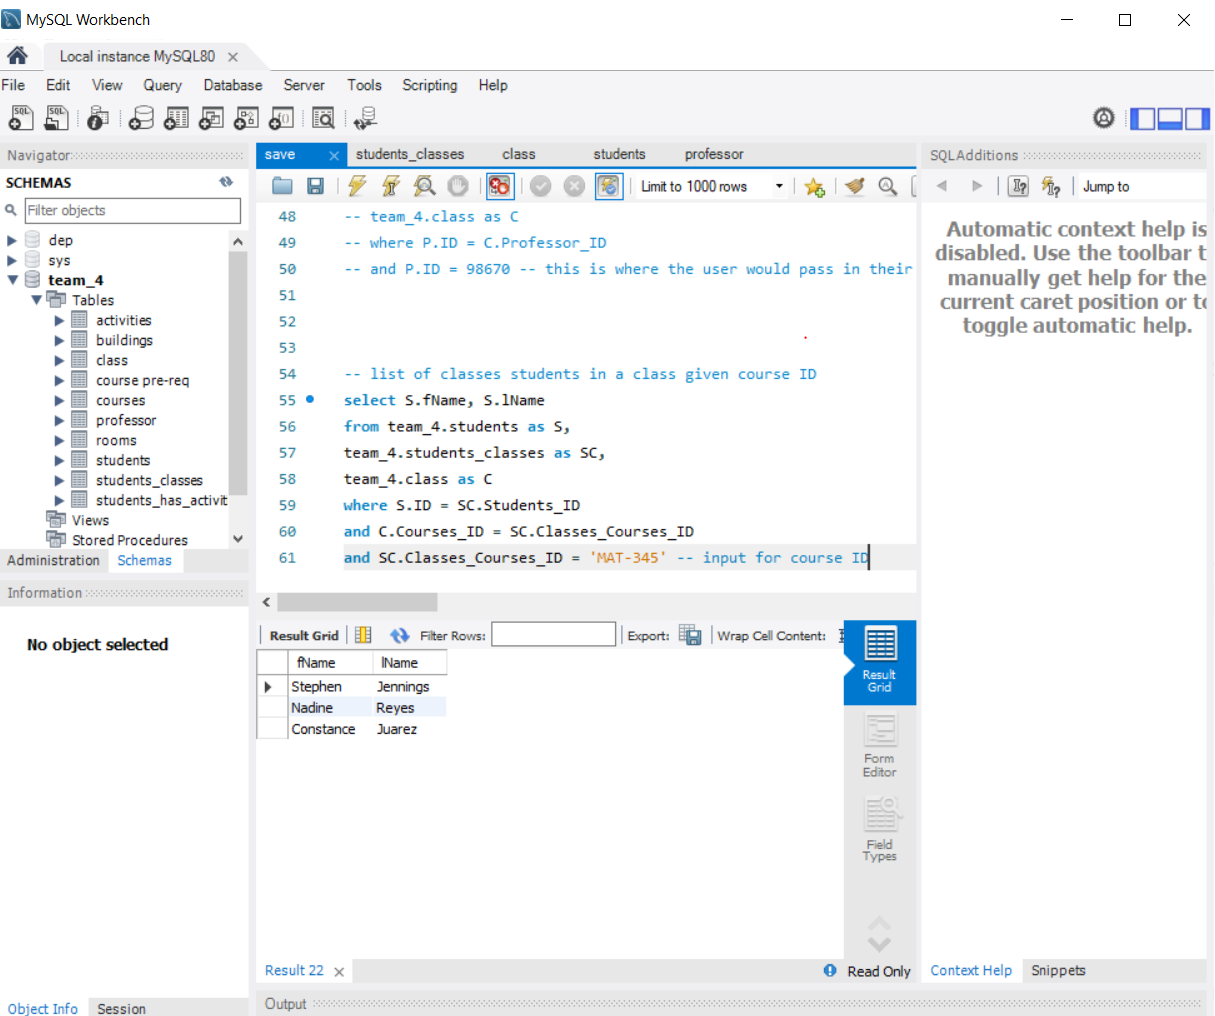 MySQL Workbench
Local instance MySQL80
File Edit View Query Database Server Tools Scripting Help
Navigator
SCHEMAS
Filter objects
dep
sys
team_4
Tables
activities
buildings
class
course pre-req
courses
professor
rooms
students
students_classes
students_has_activit
Views
Stored Procedures
Administration Schemas
Information
No object selected
Object Info Session
save students_classes class students professor
Limit to 1000 rows
48 -- team_4.class as C
49 -- where P.ID = C.Professor_ID
50 -- and P.ID = 98670 -- this is where the user would pass in their
51
52
53
54 -- list of classes students in a class given course ID
55 select S.fName, S.lName
56 from team_4.students as S,
57 team_4.students_classes as SC,
58 team_4.class as C
59 where S.ID = SC.Students_ID
60 and C.Courses_ID = SC.Classes_Courses_ID
61 and SC.Classes_Courses_ID = 'MAT-345' -- input for course ID
Result Grid Filter Rows: Export: Wrap Cell Content:
fName lName
Stephen Jennings
Nadine Reyes
Constance Juarez
Result
Grid
Form
Editor
Field
Types
Result 22
Read Only
Output
SQLAdditions
Jump to
Automatic context help is
disabled. Use the toolbar t
manually get help for the
current caret position or to
toggle automatic help.
Context Help Snippets